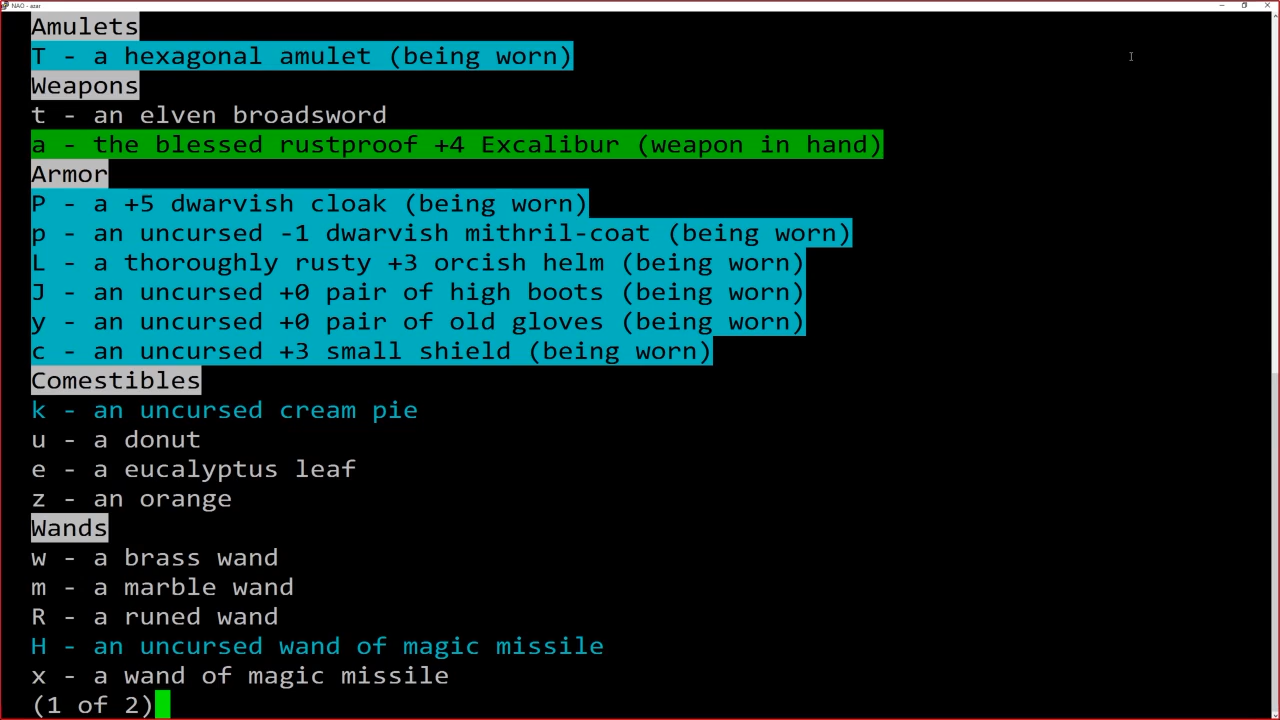 NAO - azar
Amulets
T - a hexagonal amulet (being worn)
Weapons
t - an elven broadsword
a - the blessed rustproof +4 Excalibur (weapon in hand)
Armor
P - a +5 dwarvish cloak (being worn)
p - an uncursed -1 dwarvish mithril-coat (being worn)
L - a thoroughly rusty +3 orcish helm (being worn)
J - an uncursed +0 pair of high boots (being worn)
y - an uncursed +0 pair of old gloves (being worn)
c - an uncursed +3 small shield (being worn)
Comestibles
k - an uncursed cream pie
u - a donut
e - a eucalyptus leaf
z - an orange
Wands
w - a brass wand
m - a marble wand
R - a runed wand
H - an uncursed wand of magic missile
x - a wand of magic missile
(1 of 2)